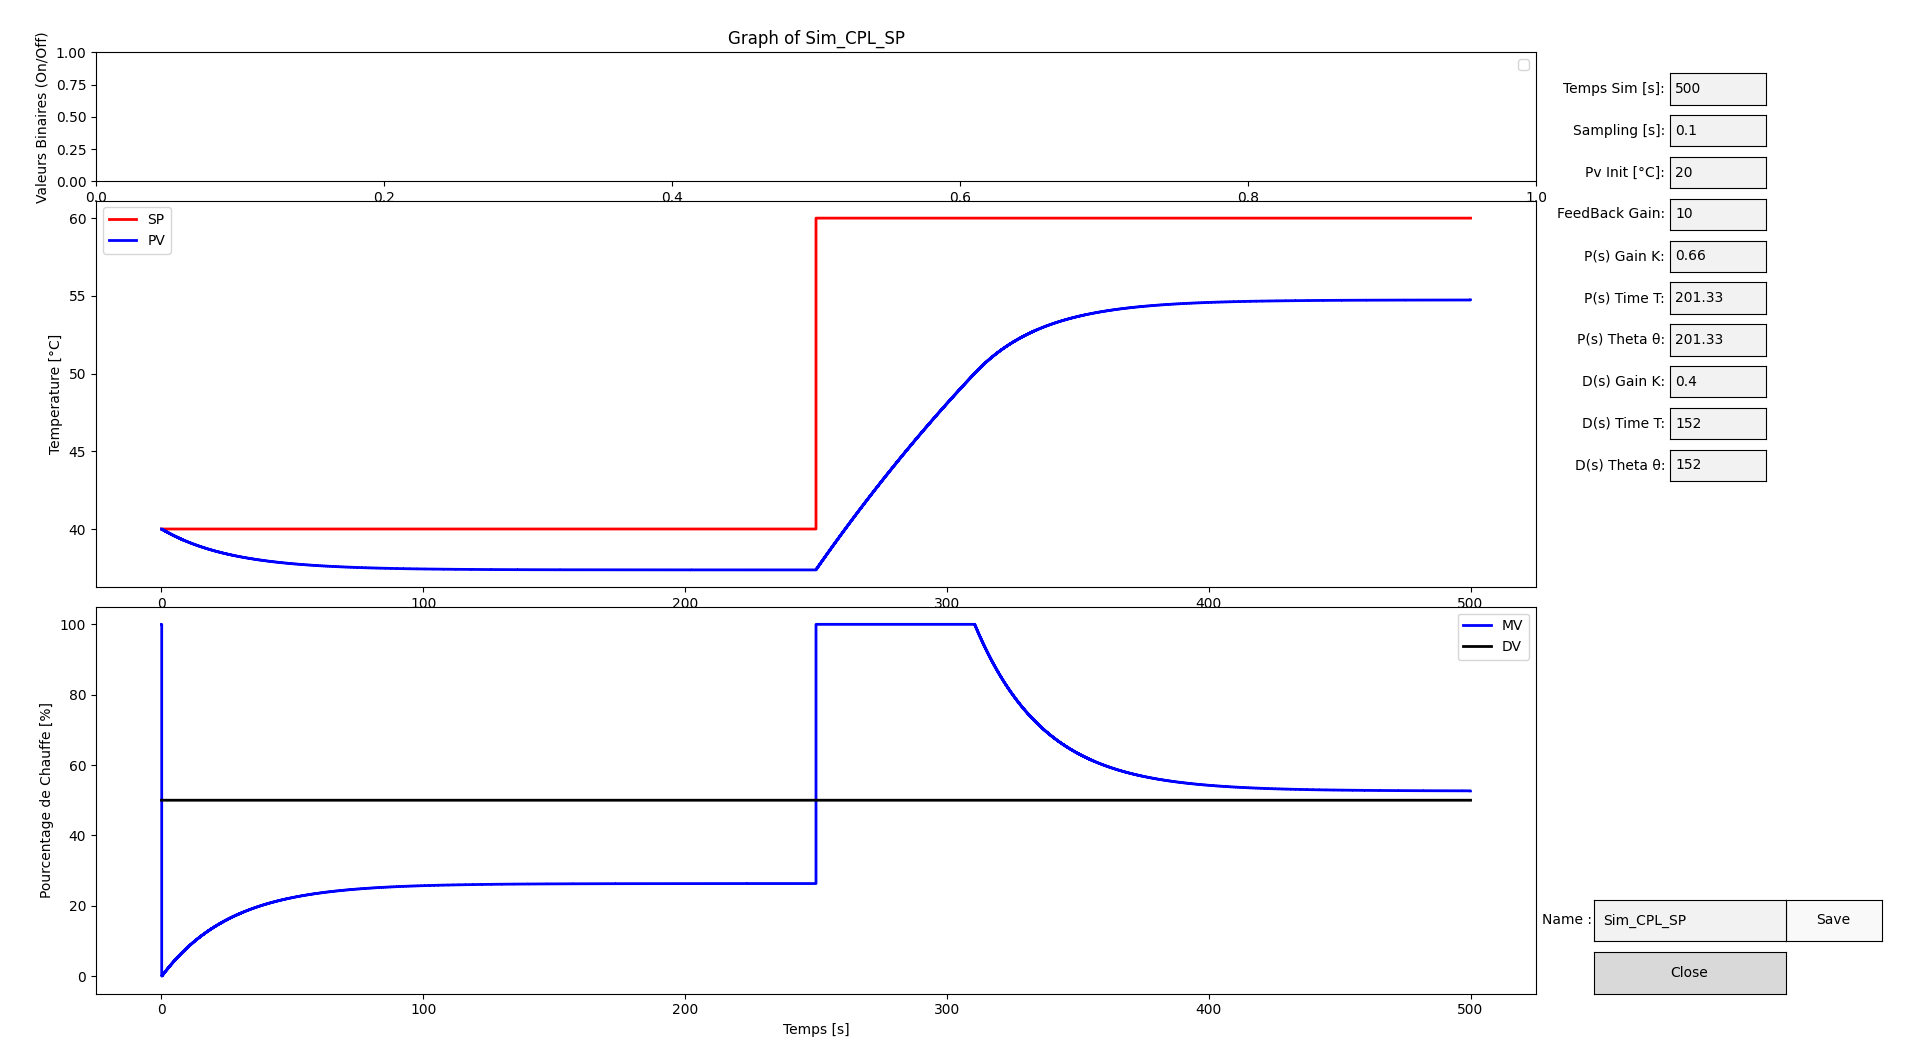 Graph of Sim_CPL_SP
Valeurs Binaires (On/Off)
1.00
0.75
0.50
0.25
0.00
0.0 0.2 0.4 0.6 0.8 1.0
Temperature [°C]
60
55
50
45
40
SP
PV
0 100 200 300 400 500
Pourcentage de Chauffe [%]
100
80
60
40
20
0
MV
DV
0 100 200 300 400 500
Temps [s]
Temps Sim [s]: 500
Sampling [s]: 0.1
Pv Init [°C]: 20
FeedBack Gain: 10
P(s) Gain K: 0.66
P(s) Time T: 201.33
P(s) Theta θ: 201.33
D(s) Gain K: 0.4
D(s) Time T: 152
D(s) Theta θ: 152
Name : Sim_CPL_SP Save
Close